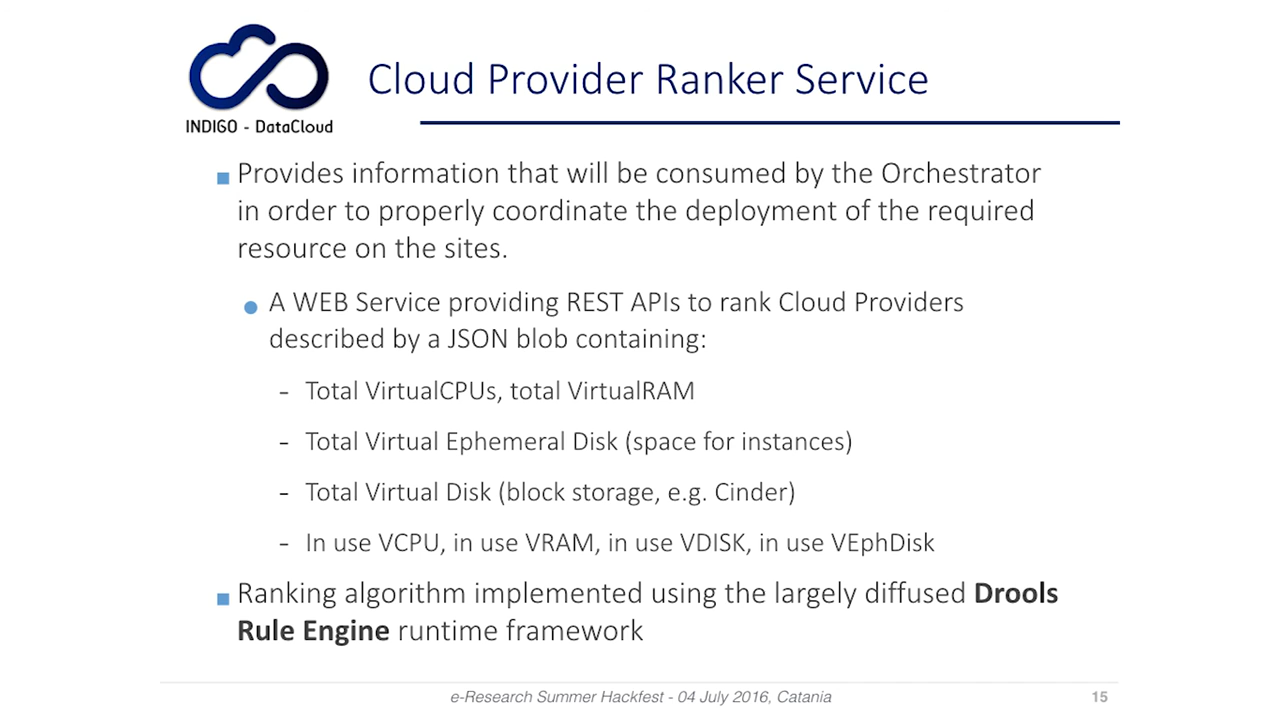 Cloud Provider Ranker Service
INDIGO - DataCloud
Provides information that will be consumed by the Orchestrator
in order to properly coordinate the deployment of the required
resource on the sites.
A WEB Service providing REST APIs to rank Cloud Providers
described by a JSON blob containing:
- Total VirtualCPUs, total VirtualRAM
- Total Virtual Ephemeral Disk (space for instances)
- Total Virtual Disk (block storage, e.g. Cinder)
- In use VCPU, in use VRAM, in use VDISK, in use VEphDisk
Ranking algorithm implemented using the largely diffused Drools
Rule Engine runtime framework
e-Research Summer Hackfest - 04 July 2016, Catania
15